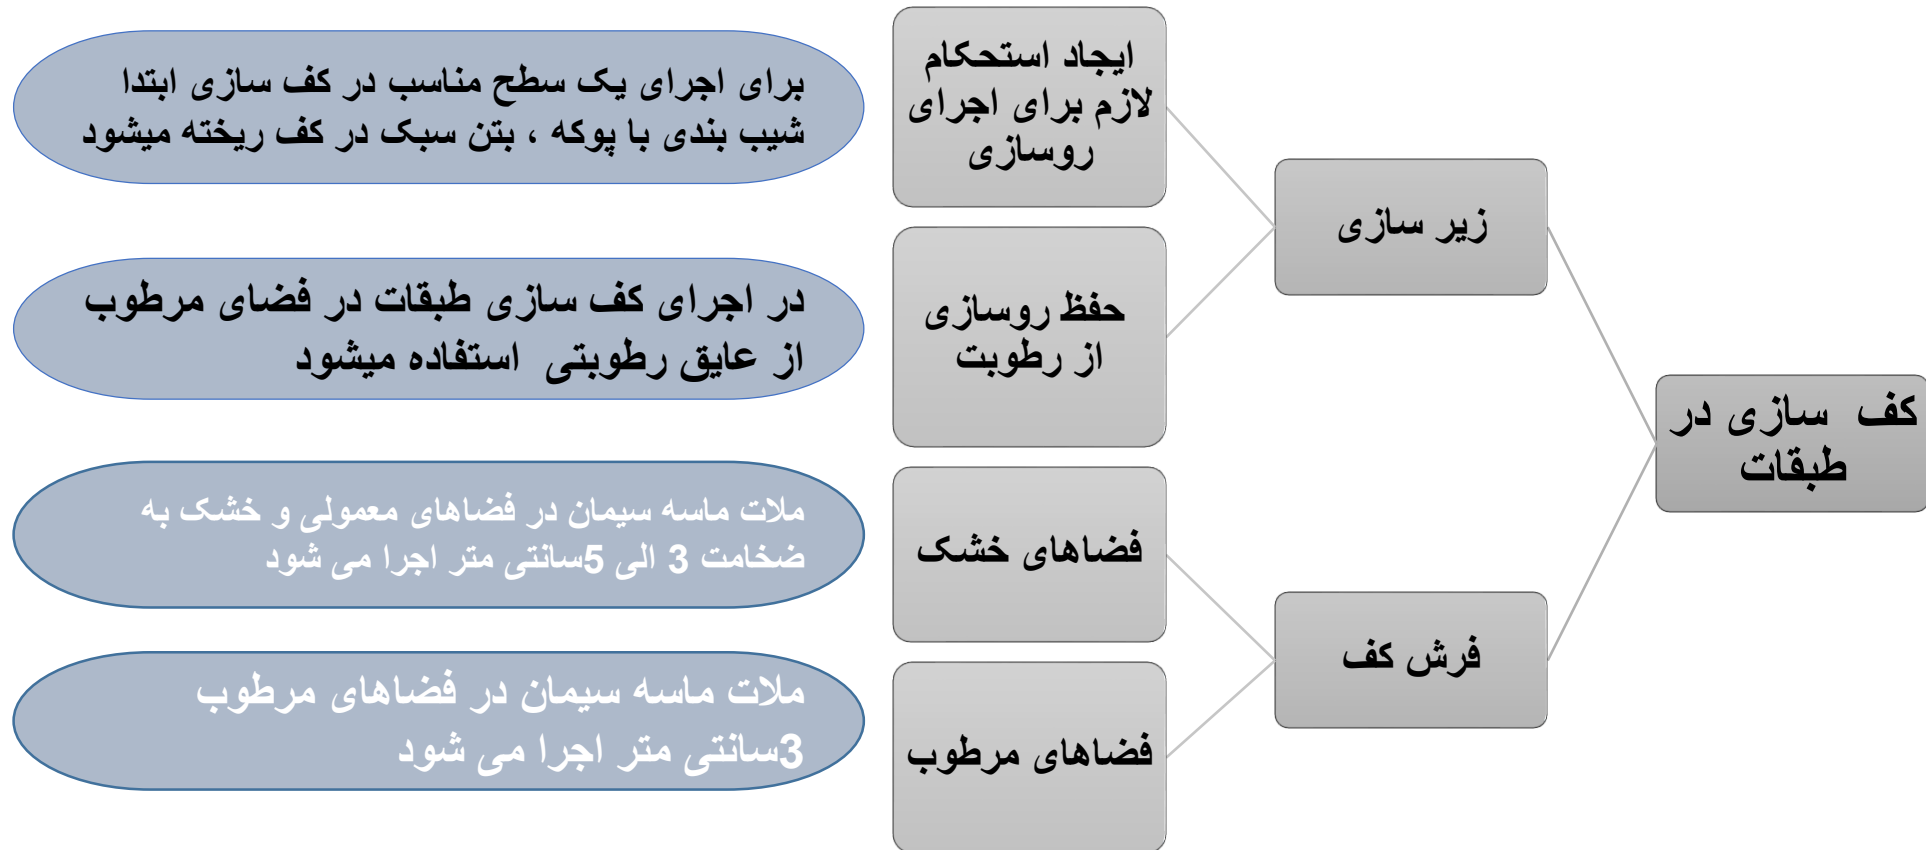 کف سازی در
طبقات
زیر سازی
ایجاد استحکام
لازم برای اجرای
روسازی
برای اجرای یک سطح مناسب در کف سازی ابتدا
شیب بندی با پوکه ، بتن سبک در کف ریخته میشود
حفظ روسازی
از رطوبت
در اجرای کف سازی طبقات در فضای مرطوب
از عایق رطوبتی استفاده میشود
فرش کف
فضاهای خشک
ملات ماسه سیمان در فضاهای معمولی و خشک به
ضخامت 3 الی 5سانتی متر اجرا می شود
فضاهای مرطوب
ملات ماسه سیمان در فضاهای مرطوب
3سانتی متر اجرا می شود